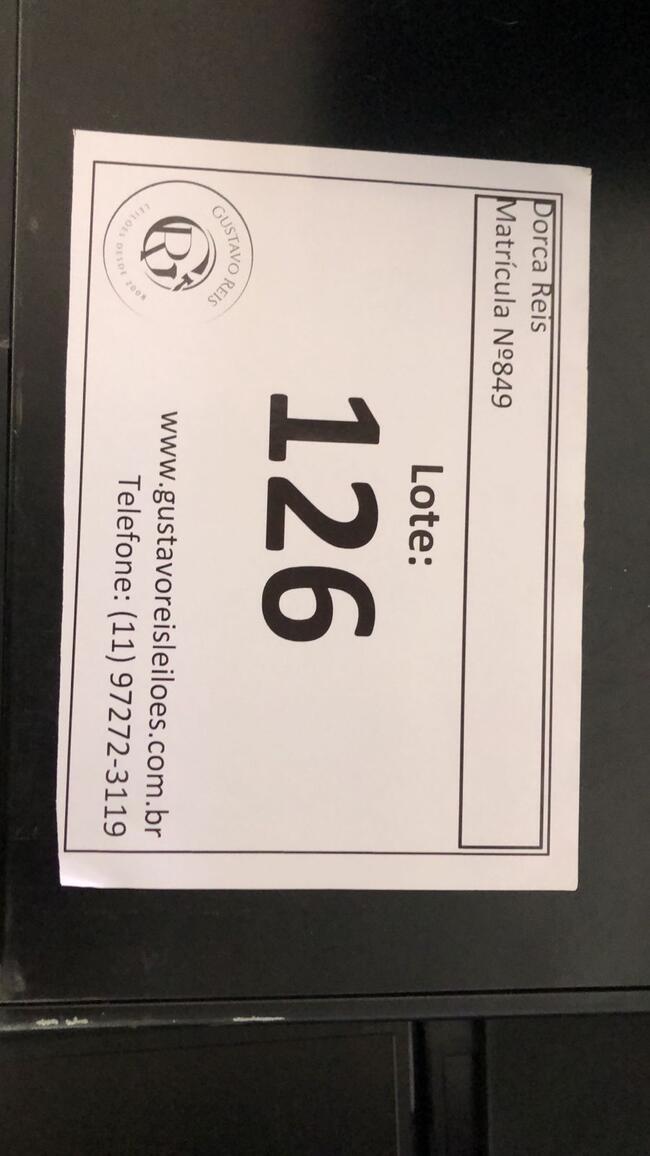 Dorca Reis
Matrícula Nº849
Lote:
126
www.gustavoreisleiloes.com.br
Telefone: (11) 97272-3119
GUSTAVO REIS
LEILÕES DESDE 2008